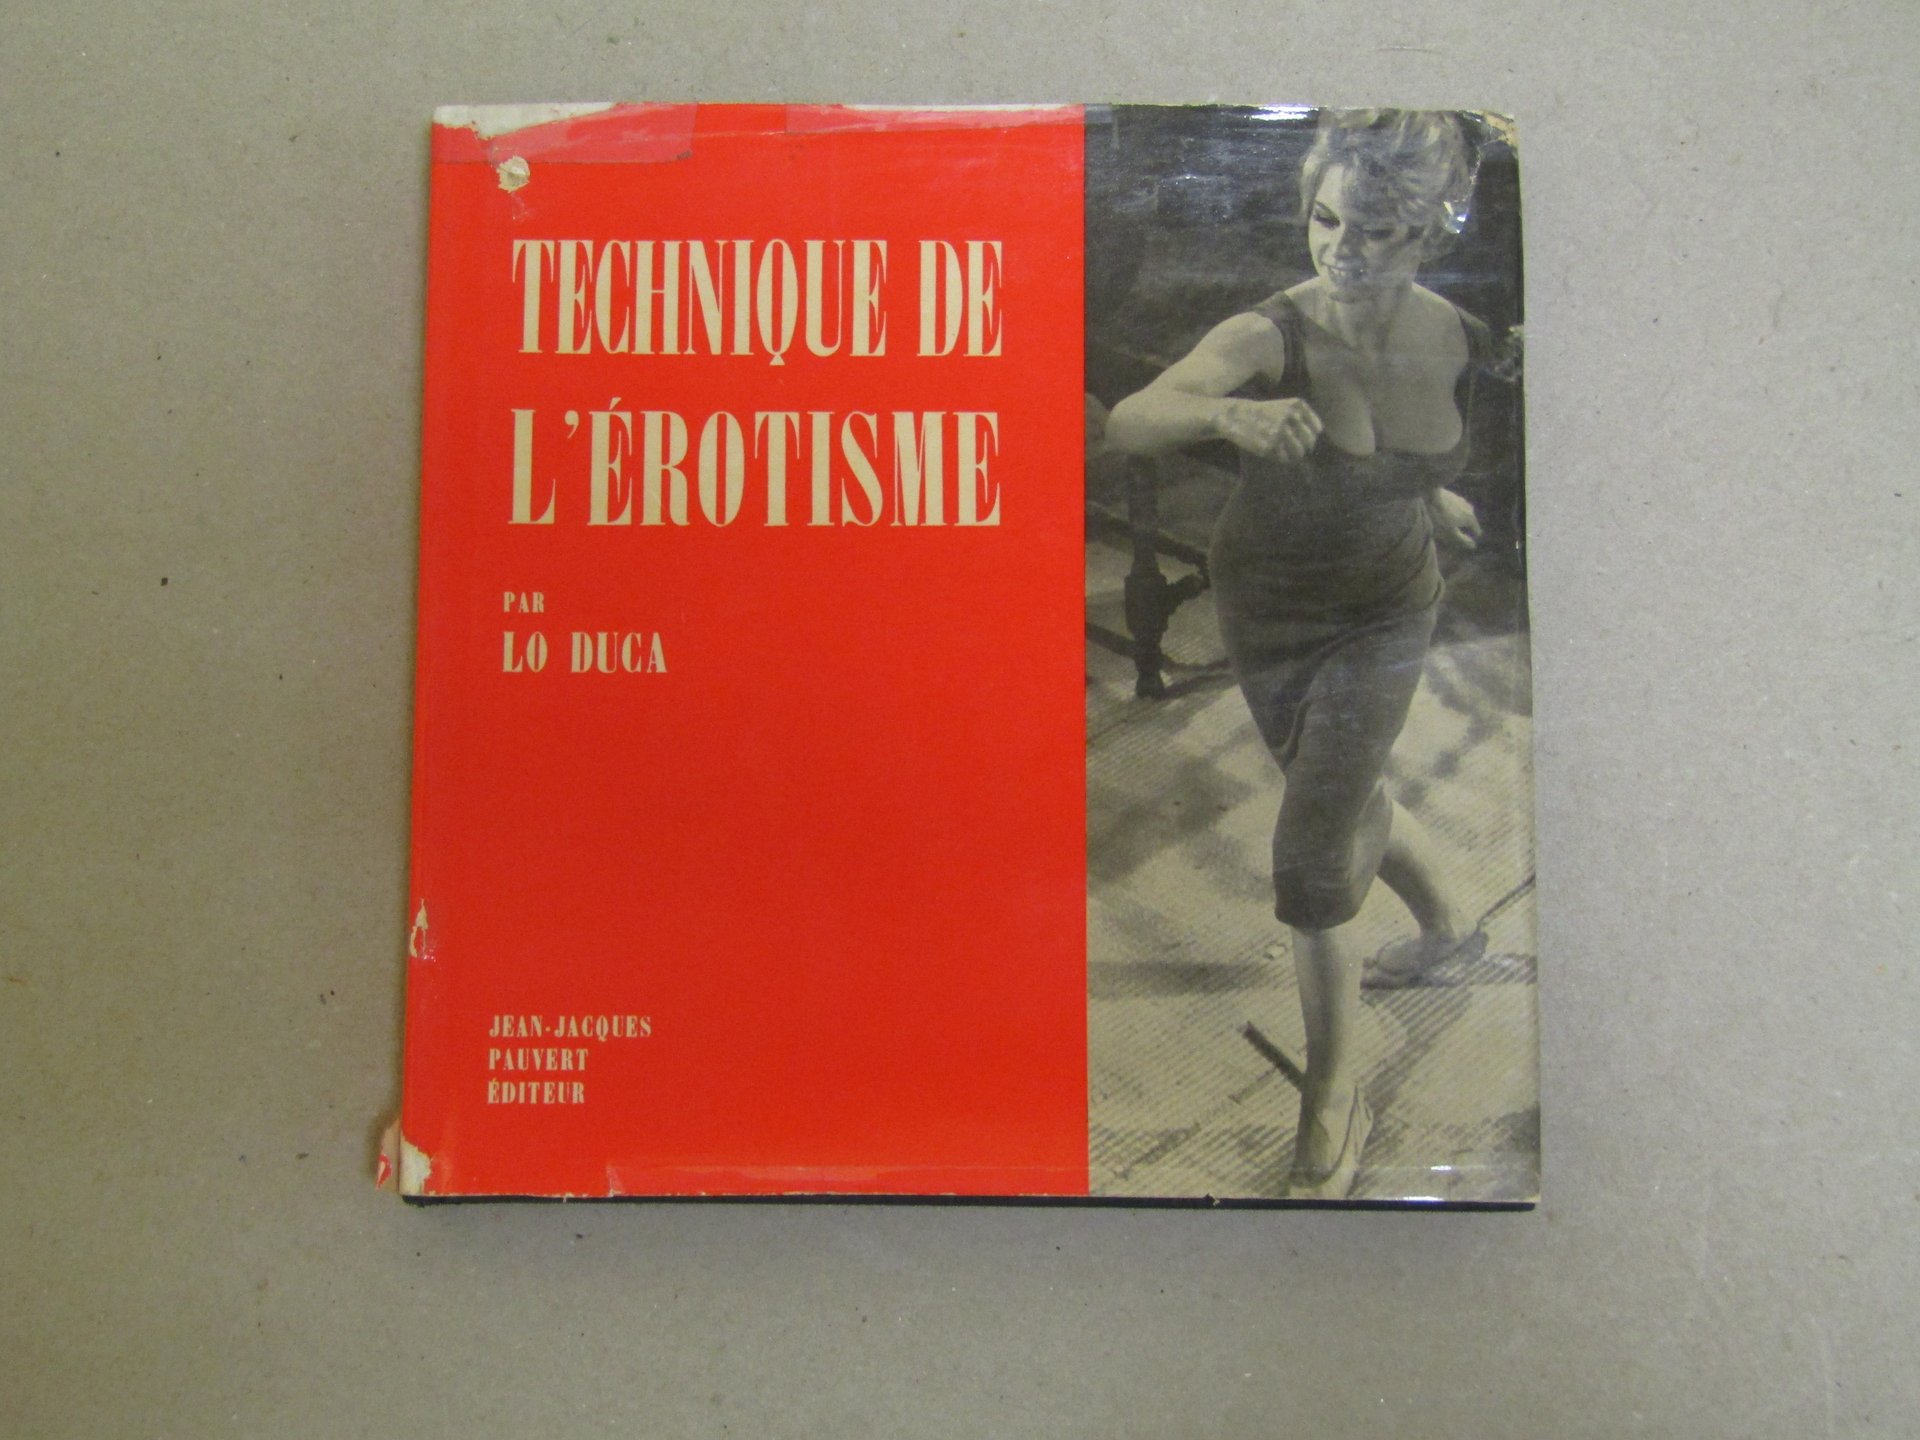 TECHNIQUE DE
L'ÉROTISME
PAR
LO DUCA
JEAN-JACQUES
PAUVERT
ÉDITEUR